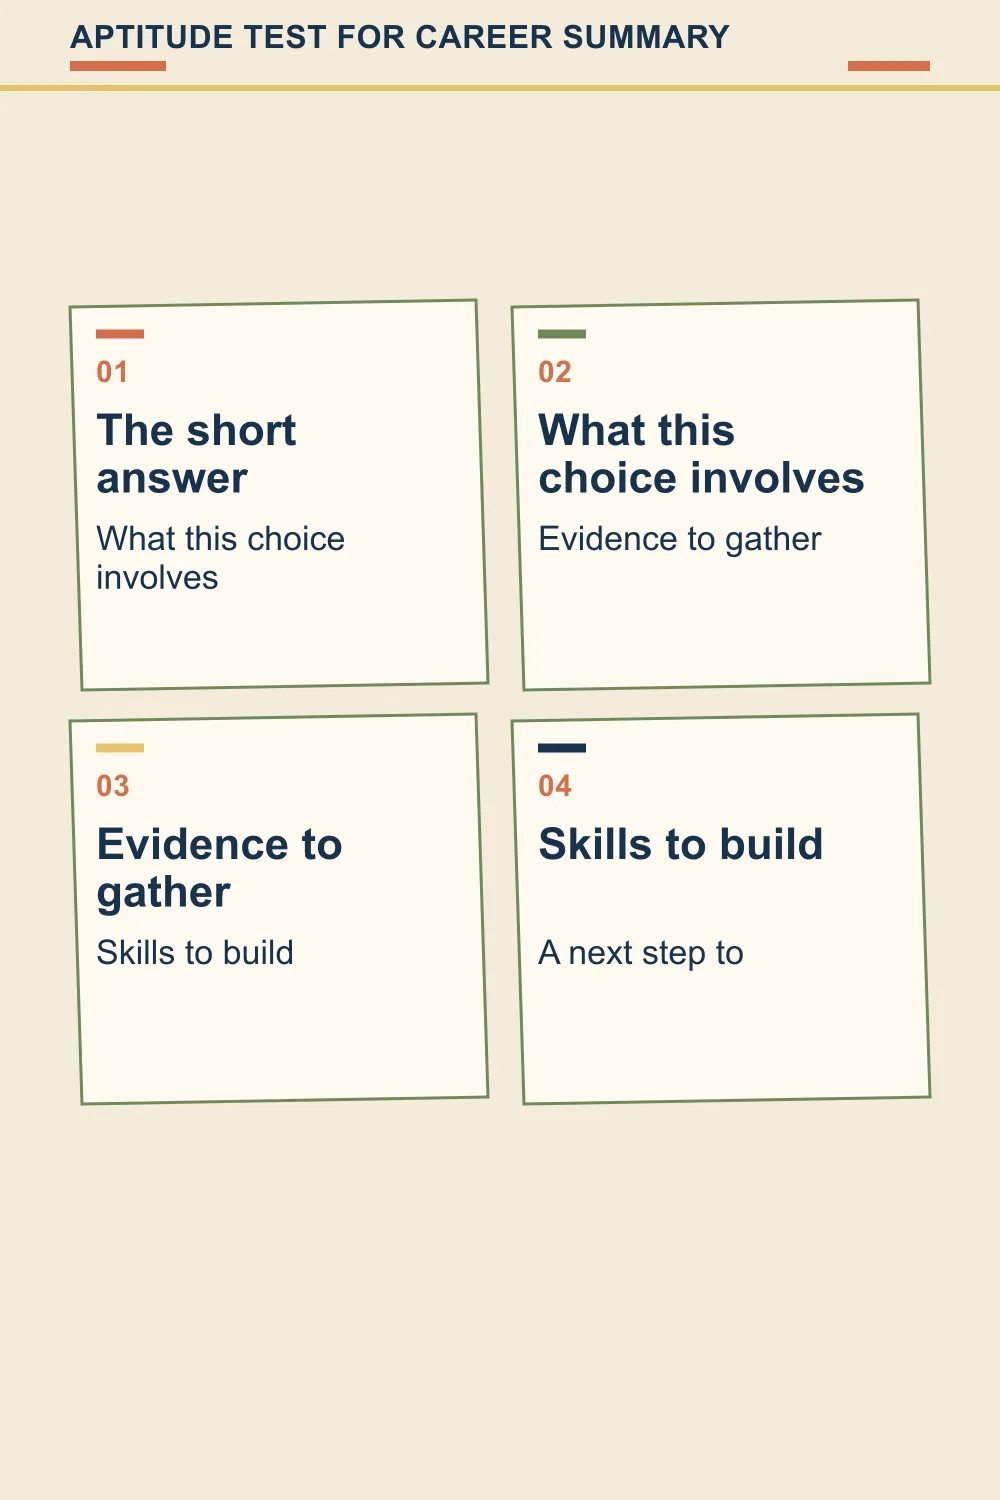 APTITUDE TEST FOR CAREER SUMMARY
01
The short
answer
What this choice
involves
02
What this
choice involves
Evidence to gather
03
Evidence to
gather
Skills to build
04
Skills to build
A next step to